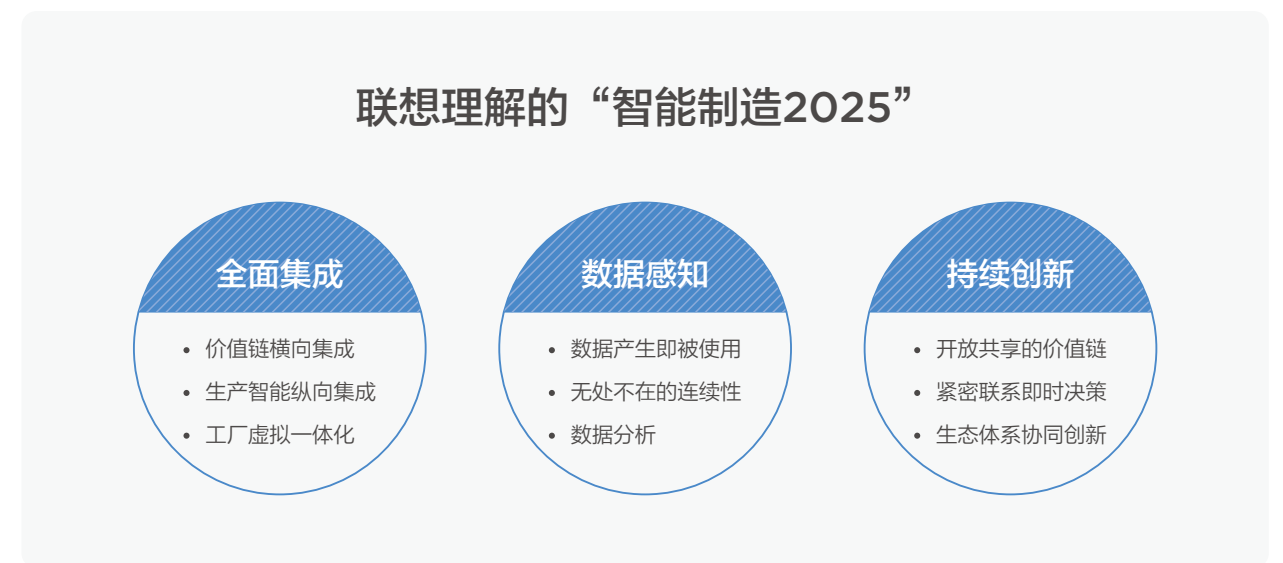 联想理解的“智能制造2025”
全面集成
• 价值链横向集成
• 生产智能纵向集成
• 工厂虚拟一体化
数据感知
• 数据产生即被使用
• 无处不在的连续性
• 数据分析
持续创新
• 开放共享的价值链
• 紧密联系即时决策
• 生态体系协同创新